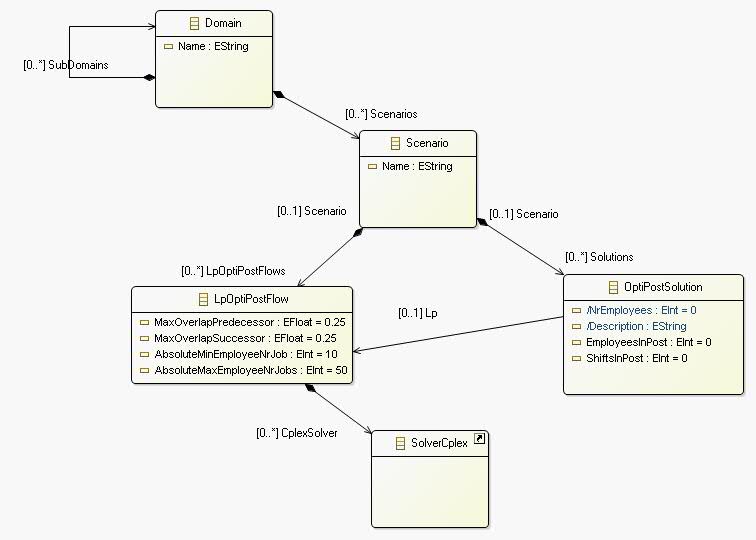 Domain
Name : EString
[0..*] SubDomains
[0..*] Scenarios
Scenario
Name : EString
[0..1] Scenario
[0..1] Scenario
[0..*] LpOptiPostFlows
[0..*] Solutions
LpOptiPostFlow
MaxOverlapPredecessor : EFloat = 0.25
MaxOverlapSuccessor : EFloat = 0.25
AbsoluteMinEmployeeNrJob : EInt = 10
AbsoluteMaxEmployeeNrJobs : EInt = 50
OptiPostSolution
/NrEmployees : EInt = 0
/Description : EString
EmployeesInPost : EInt = 0
ShiftsInPost : EInt = 0
[0..1] Lp
[0..*] CplexSolver
SolverCplex